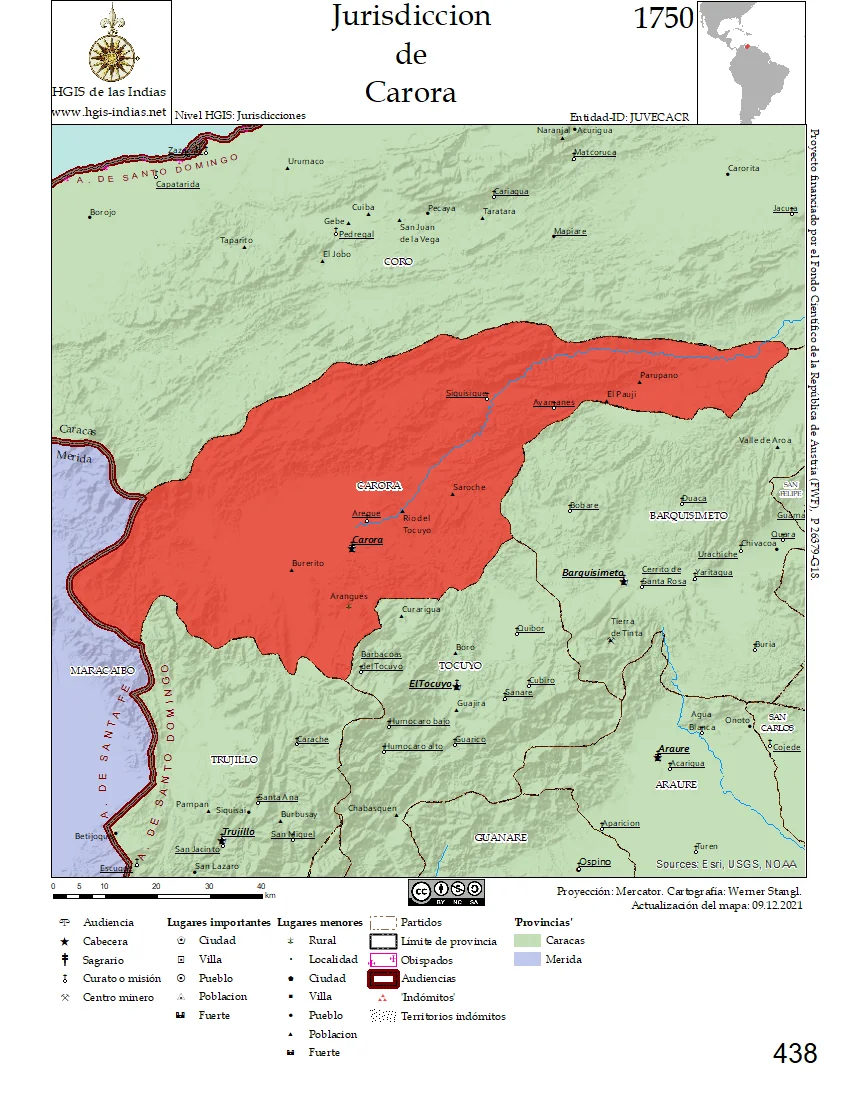 Jurisdiccion
de
Carora
1750
HGIS de las Indias
www.hgis-indias.net
Nivel HGIS: Jurisdicciones
Entidad-ID: JUVECACR
Naranjal
Acurigua
Matcoruca
Urumaco
A. DE SANTO DOMINGO
Capatarida
Carorita
Cariagua
Cuiba
Pecaya
Taratara
Borojo
Gebe
Pedregal
San Juan
de la Vega
Mapiare
Taparito
El Jobo
CORO
Parupano
El Pauji
Siquisique
Ayamanes
Caracas
Mérida
Valle de Aroa
CARORA
Saroche
SAN
FELIPE
Duaca
Bobare
BARQUISIMETO
Guama
Areque
Rio del
Tocuyo
Carora
Quara
Chivacoa
Urachiche
Burerito
Barquisimeto
Cerrito de
Santa Rosa
Yaritagua
Arangues
Curarigua
Tierra
de Tinta
Quibor
Buria
Boro
Barbacoas
del Tocuyo
TOCUYO
MARACAIBO
ElTocuyo
Cubiro
Sanare
Guajira
A. DE SANTA FE
A. DE SANTO DOMINGO
Humocaro bajo
Agua
Blanca
Onoto
SAN
CARLOS
Humocaro alto
Guarico
Carache
Araure
Cojede
Acarigua
TRUJILLO
ARAURE
Santa Ana
Pampan
Siquisai
Burbusay
Chabasquen
Trujillo
San Miguel
Betijoque
San Jacinto
GUANARE
Aparicion
Turen
San Lazaro
Escuque
Ospino
Sources: Esri, USGS, NOAA
Proyecto financiado por el Fondo Científico de la República de Austria (FWF), P 26379-G18.
0 5 10 20 30 40
km
CC BY NC SA
Proyección: Mercator. Cartografía: Werner Stangl.
Actualización del mapa: 09.12.2021
Audiencia
Cabecera
Sagrario
Curato o misión
Centro minero
Lugares importantes
Ciudad
Villa
Pueblo
Poblacion
Fuerte
Lugares menores
Rural
Localidad
Ciudad
Villa
Pueblo
Poblacion
Fuerte
Partidos
Límite de provincia
Obispados
Audiencias
'Indómitos'
Territorios indómitos
'Provincias'
Caracas
Merida
438